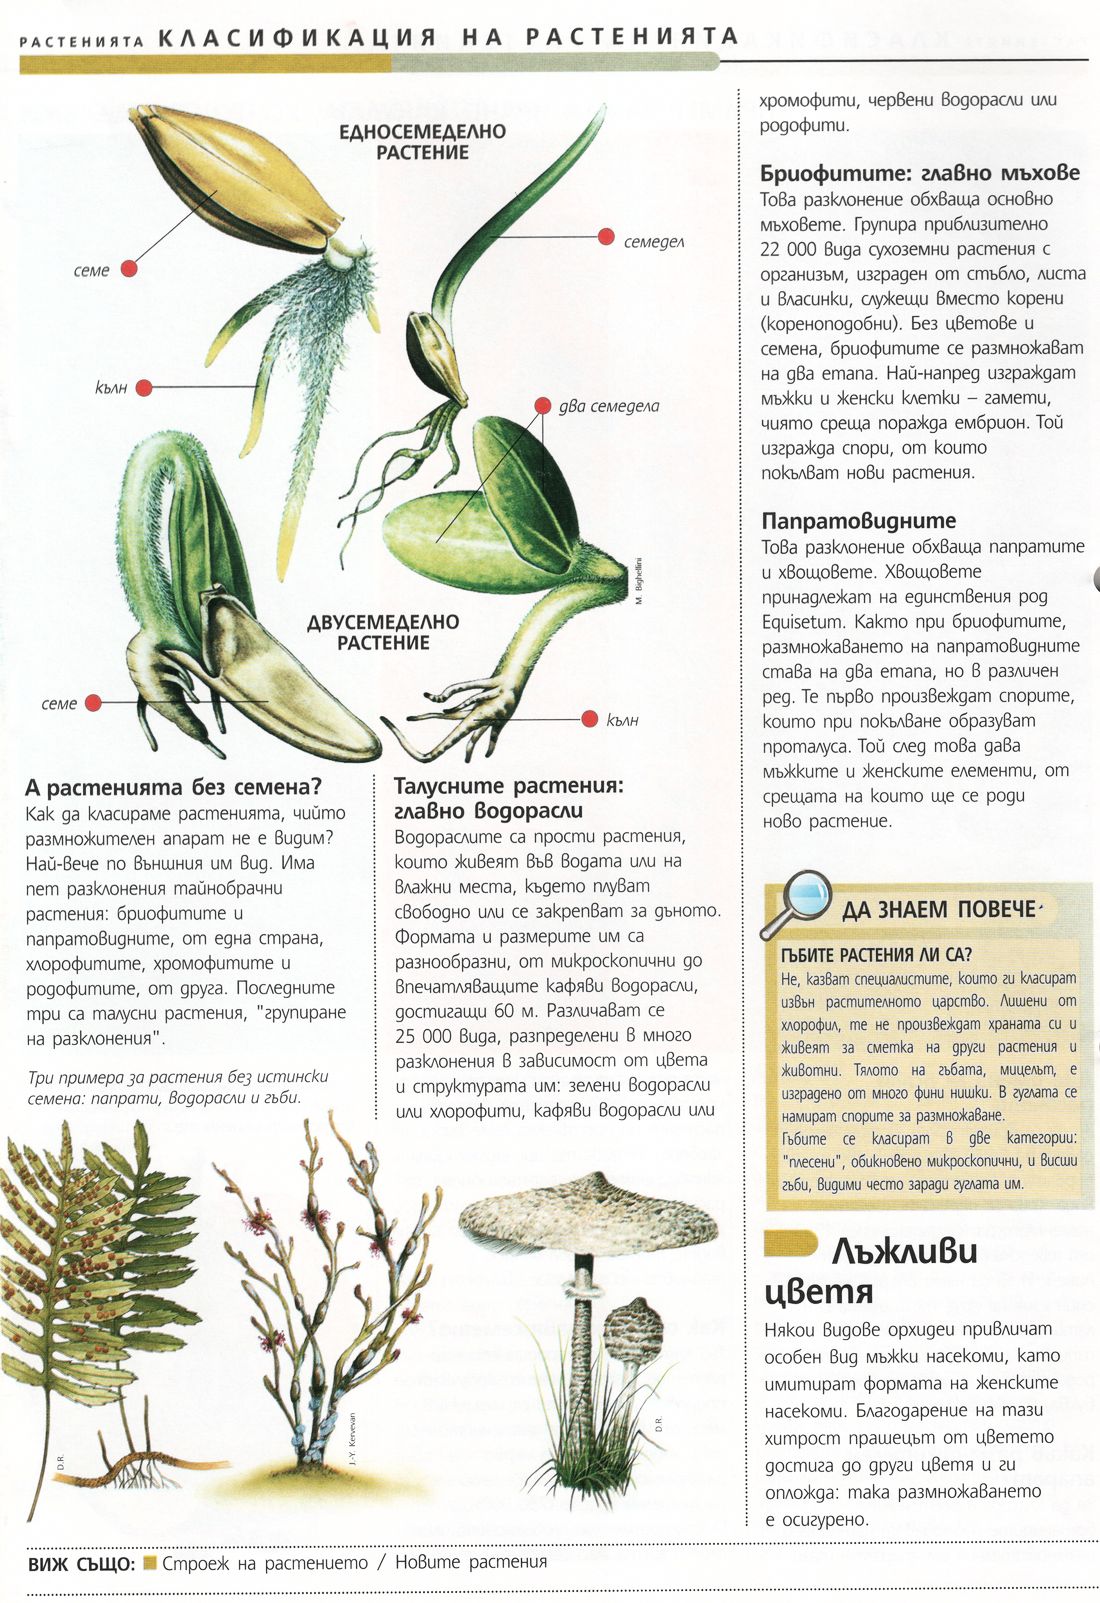 РАСТЕНИЯТА КЛАСИФИКАЦИЯ НА РАСТЕНИЯТА
ЕДНОСЕМЕДЕЛНО
РАСТЕНИЕ
семе
семедел
кълн
два семедела
M. Bighellini
ДВУСЕМЕДЕЛНО
РАСТЕНИЕ
семе
кълн
А растенията без семена?
Как да класираме растенията, чийто
размножителен апарат не е видим?
Най-вече по външния им вид. Има
пет разклонения тайнобрачни
растения: бриофитите и
папратовидните, от една страна,
хлорофитите, хромофитите и
родофитите, от друга. Последните
три са талусни растения, "групиране
на разклонения".
Три примера за растения без истински
семена: папрати, водорасли и гъби.
D.R.
J.-Y. Kervevan
D.R.
Талусните растения:
главно водорасли
Водораслите са прости растения,
които живеят във водата или на
влажни места, където плуват
свободно или се закрепват за дъното.
Формата и размерите им са
разнообразни, от микроскопични до
впечатляващите кафяви водорасли,
достигащи 60 м. Различават се
25 000 вида, разпределени в много
разклонения в зависимост от цвета
и структурата им: зелени водорасли
или хлорофити, кафяви водорасли или
хромофити, червени водорасли или
родофити.
Бриофитите: главно мъхове
Това разклонение обхваща основно
мъховете. Групира приблизително
22 000 вида сухоземни растения с
организъм, изграден от стъбло, листа
и власинки, служещи вместо корени
(кореноподобни). Без цветове и
семена, бриофитите се размножават
на два етапа. Най-напред изграждат
мъжки и женски клетки – гамети,
чиято среща поражда ембрион. Той
изгражда спори, от които
покълват нови растения.
Папратовидните
Това разклонение обхваща папратите
и хвощовете. Хвощовете
принадлежат на единствения род
Equisetum. Както при бриофитите,
размножаването на папратовидните
става на два етапа, но в различен
ред. Те първо произвеждат спорите,
които при покълване образуват
проталуса. Той след това дава
мъжките и женските елементи, от
срещата на които ще се роди
ново растение.
ДА ЗНАЕМ ПОВЕЧЕ
ГЪБИТЕ РАСТЕНИЯ ЛИ СА?
Не, казват специалистите, които ги класират
извън растителното царство. Лишени от
хлорофил, те не произвеждат храната си и
живеят за сметка на други растения и
животни. Тялото на гъбата, мицелът, е
изградено от много фини нишки. В гуглата се
намират спорите за размножаване.
Гъбите се класират в две категории:
"плесени", обикновено микроскопични, и висши
гъби, видими често заради гуглата им.
Лъжливи
цветя
Някои видове орхидеи привличат
особен вид мъжки насекоми, като
имитират формата на женските
насекоми. Благодарение на тази
хитрост прашецът от цветето
достига до други цветя и ги
опложда: така размножаването
е осигурено.
ВИЖ СЪЩО: Строеж на растението / Новите растения